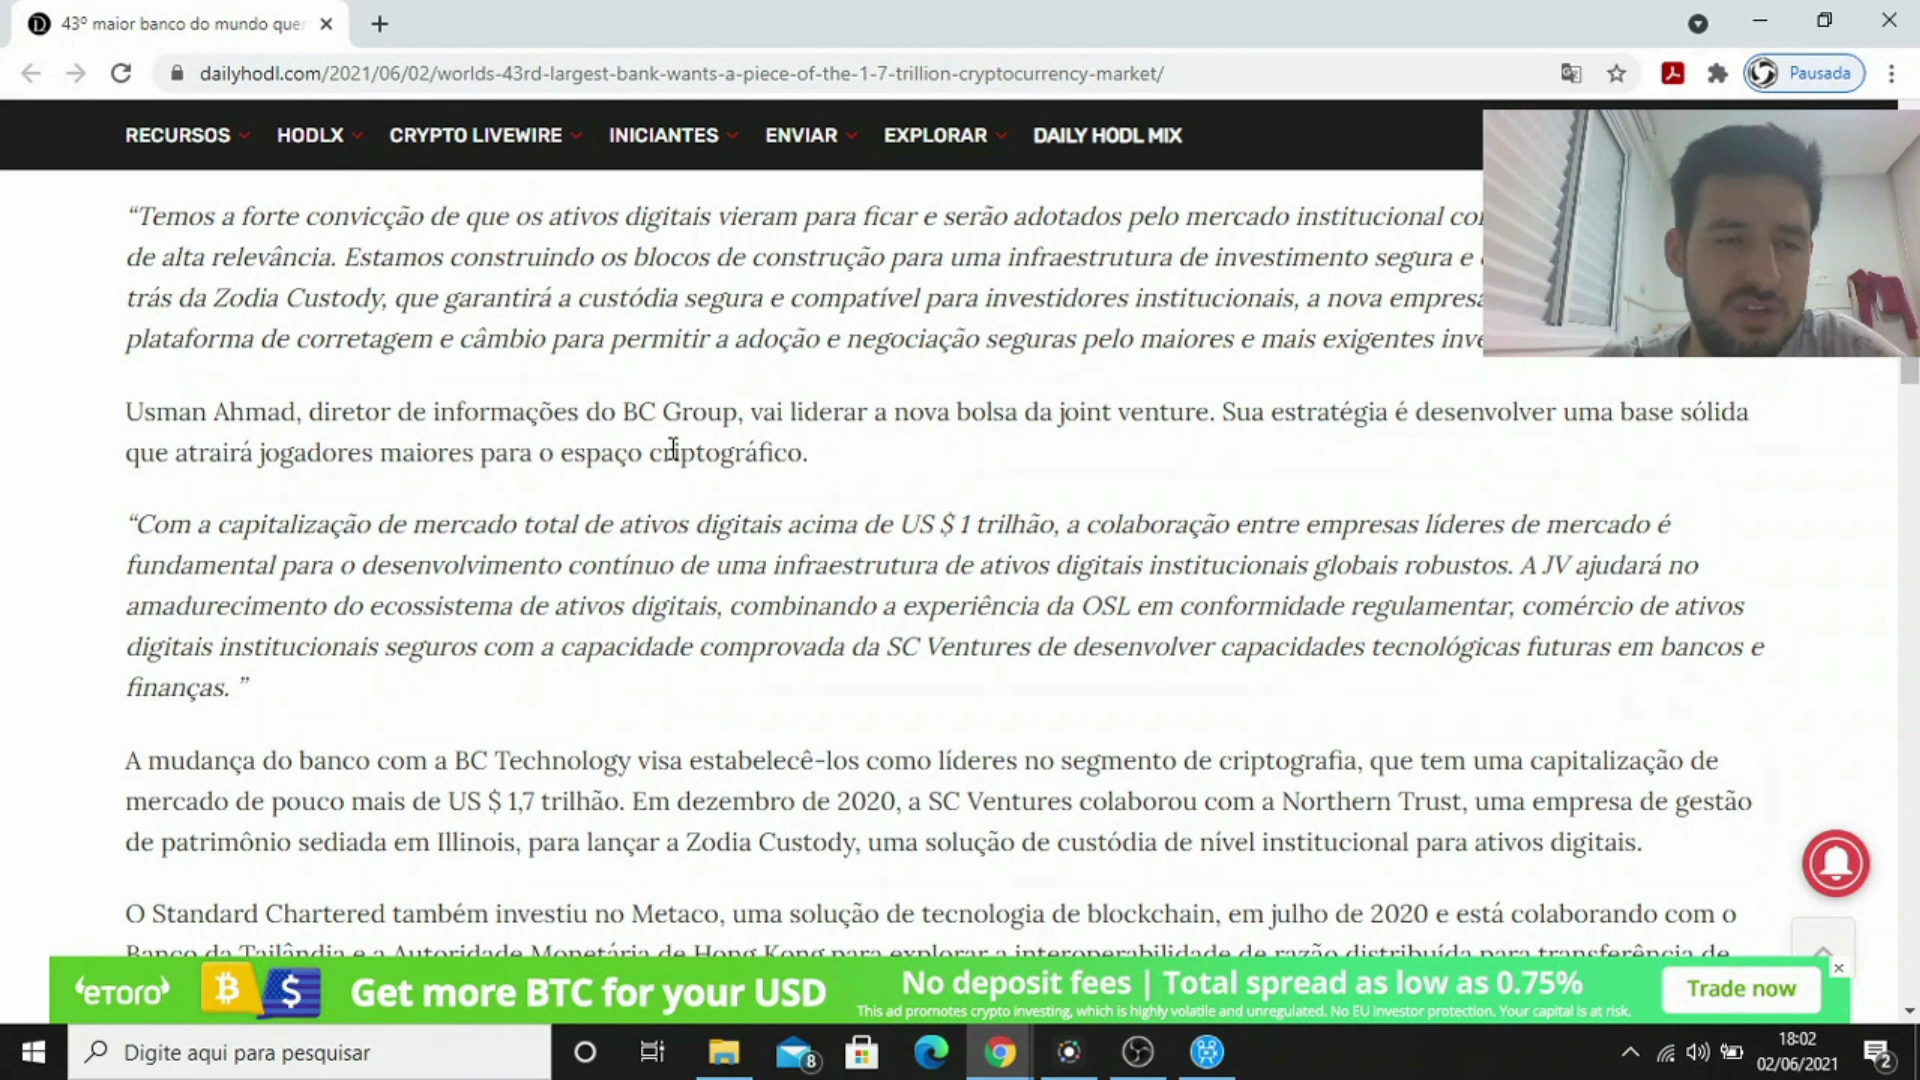 43º maior banco do mundo quer
dailyhodl.com/2021/06/02/worlds-43rd-largest-bank-wants-a-piece-of-the-1-7-trillion-cryptocurrency-market/
Pausada
RECURSOS HODLX CRYPTO LIVEWIRE INICIANTES ENVIAR EXPLORAR DAILY HODL MIX
“Temos a forte convicção de que os ativos digitais vieram para ficar e serão adotados pelo mercado institucional
de alta relevância. Estamos construindo os blocos de construção para uma infraestrutura de investimento segura e
trás da Zodia Custody, que garantirá a custódia segura e compatível para investidores institucionais, a nova empresa
plataforma de corretagem e câmbio para permitir a adoção e negociação seguras pelo maiores e mais exigentes
Usman Ahmad, diretor de informações do BC Group, vai liderar a nova bolsa da joint venture. Sua estratégia é desenvolver uma base sólida
que atrairá jogadores maiores para o espaço criptográfico.
“Com a capitalização de mercado total de ativos digitais acima de US $ 1 trilhão, a colaboração entre empresas líderes de mercado é
fundamental para o desenvolvimento contínuo de uma infraestrutura de ativos digitais institucionais globais robustos. A JV ajudará no
amadurecimento do ecossistema de ativos digitais, combinando a experiência da OSL em conformidade regulamentar, comércio de ativos
digitais institucionais seguros com a capacidade comprovada da SC Ventures de desenvolver capacidades tecnológicas futuras em bancos e
finanças. ”
A mudança do banco com a BC Technology visa estabelecê-los como líderes no segmento de criptografia, que tem uma capitalização de
mercado de pouco mais de US $ 1,7 trilhão. Em dezembro de 2020, a SC Ventures colaborou com a Northern Trust, uma empresa de gestão
de patrimônio sediada em Illinois, para lançar a Zodia Custody, uma solução de custódia de nível institucional para ativos digitais.
O Standard Chartered também investiu no Metaco, uma solução de tecnologia de blockchain, em julho de 2020 e está colaborando com o
Banco da Tailândia e a Autoridade Monetária de Hong Kong para explorar a interoperabilidade de razão distribuída para transferência de
eTORO Get more BTC for your USD
No deposit fees | Total spread as low as 0.75%
This ad promotes crypto investing, which is highly volatile and unregulated. No EU investor protection. Your capital is at risk.
Trade now
Digite aqui para pesquisar
8
18:02
02/06/2021
2